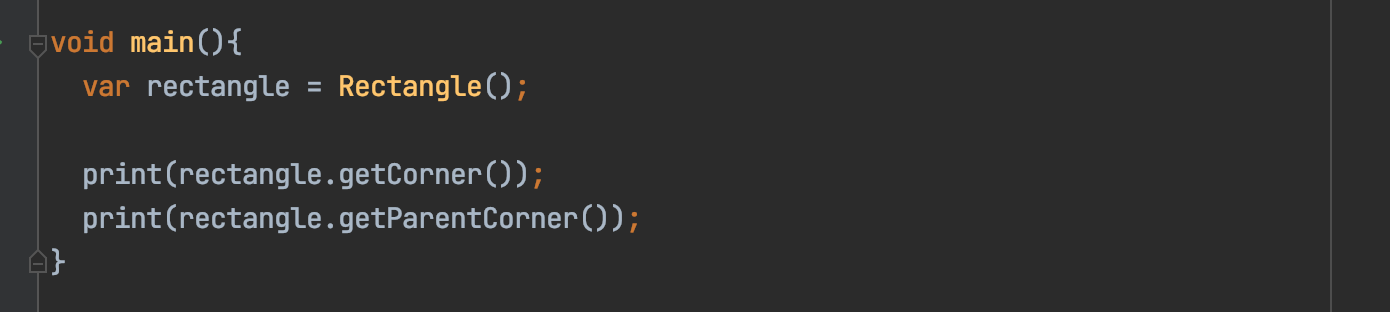 void main(){
  var rectangle = Rectangle();

  print(rectangle.getCorner());
  print(rectangle.getParentCorner());
}